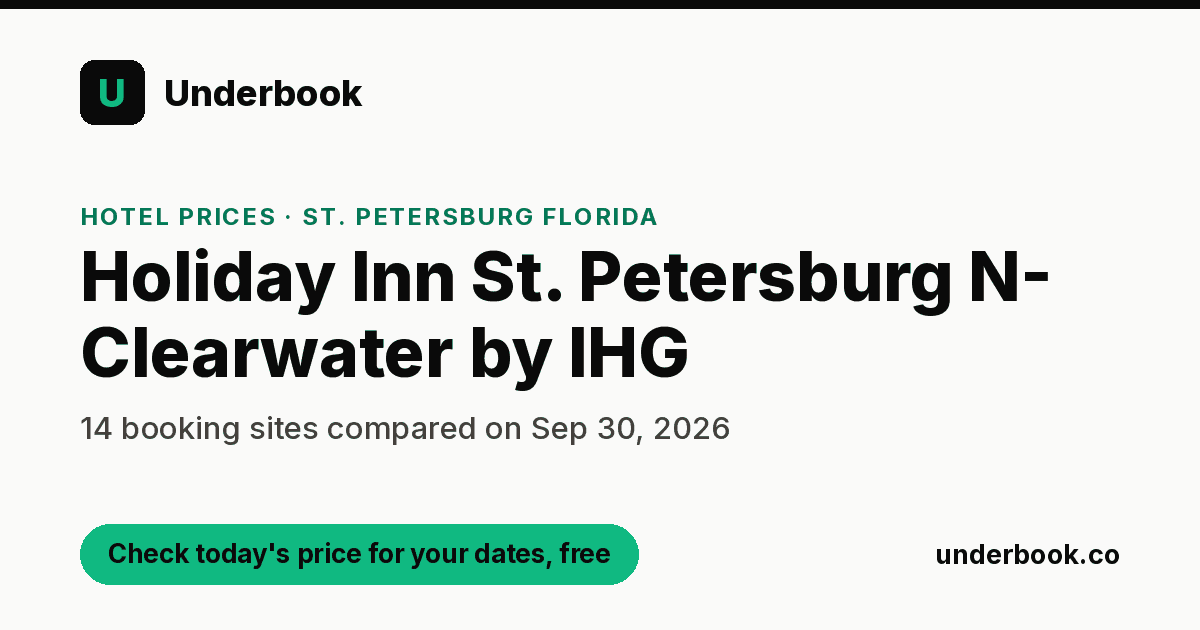 U Underbook
HOTEL PRICES · ST. PETERSBURG FLORIDA
Holiday Inn St. Petersburg N-
Clearwater by IHG
14 booking sites compared on Sep 30, 2026
Check today's price for your dates, free
underbook.co